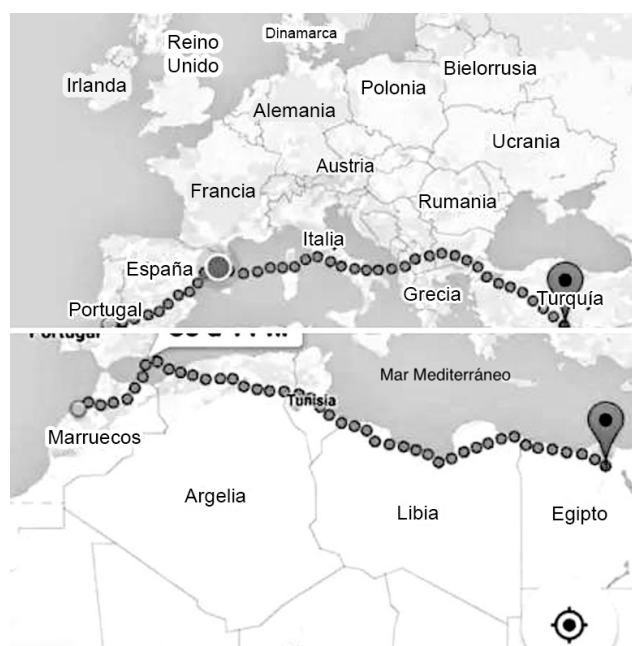 Dinamarca
Reino
Unido
Irlanda
Bielorrusia
Polonia
Alemania
Ucrania
Austria
Francia
Rumania
Italia
España
Grecia
Turquía
Portugal
Portugal
Mar Mediterráneo
Tunisia
Marruecos
Argelia
Libia
Egipto